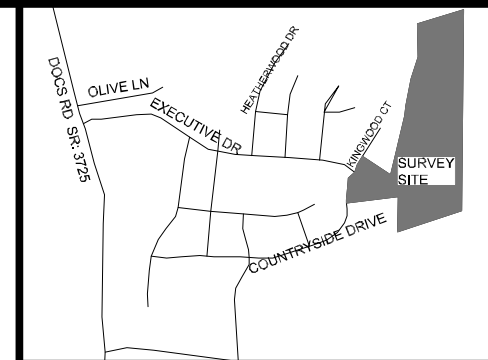 HEATHERWOOD DR
DOCS RD SR: 3725
OLIVE LN
EXECUTIVE DR
KINGWOOD CT
SURVEY
SITE
COUNTRYSIDE DRIVE